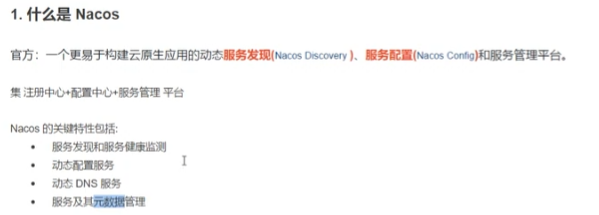 1. 什么是 Nacos
官方：一个更易于构建云原生应用的动态服务发现(Nacos Discovery )、服务配置(Nacos Config)和服务管理平台。
集 注册中心+配置中心+服务管理 平台
Nacos 的关键特性包括:
• 服务发现和服务健康监测
• 动态配置服务
• 动态 DNS 服务
• 服务及其元数据管理